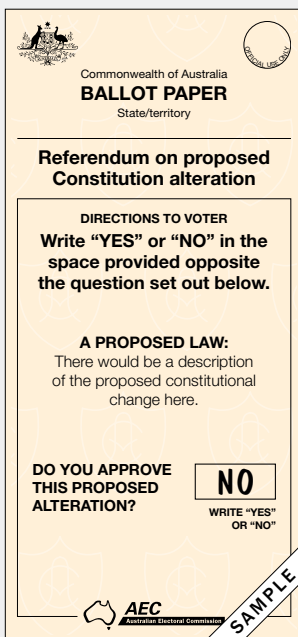 OFFICIAL USE ONLY
Commonwealth of Australia
BALLOT PAPER
State/territory
Referendum on proposed
Constitution alteration
DIRECTIONS TO VOTER
Write “YES” or “NO” in the
space provided opposite
the question set out below.
A PROPOSED LAW:
There would be a description
of the proposed constitutional
change here.
DO YOU APPROVE
THIS PROPOSED
ALTERATION?
NO
WRITE “YES”
OR “NO”
AEC
Australian Electoral Commission
SAMPLE